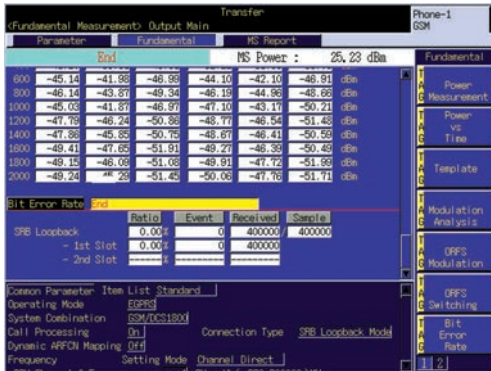 Transfer
<Fundamental Measurement> Output Main
Phone-1
GSM
Parameter Fundamental MS Report
End MS Power : 25.23 dBm
Fundamental
600 -45.14 -41.98 -46.99 -44.10 -42.10 -46.91 dBm
800 -46.14 -43.87 -49.34 -46.19 -44.96 -48.66 dBm
1000 -45.03 -41.87 -46.97 -47.10 -43.17 -50.21 dBm
1200 -47.79 -46.24 -50.86 -48.77 -46.54 -51.48 dBm
1400 -47.86 -45.85 -50.75 -48.67 -46.41 -50.59 dBm
1600 -49.41 -47.65 -51.91 -49.27 -46.39 -50.49 dBm
1800 -49.15 -46.09 -51.08 -49.91 -47.72 -51.99 dBm
2000 -49.24 29 -51.45 -50.06 -47.76 -51.71 dBm
Bit Error Rate End
Ratio Event Received Sample
SRB Loopback 0.00% 0 400000/ 400000
- 1st Slot 0.00% 0 400000
- 2nd Slot ------% ------ ------
Common Parameter Item List Standard
Operating Mode EGPRS
System Combination GSM/DCS1800
Call Processing On Connection Type SRB Loopback Mode
Dynamic ARFCN Mapping Off
Frequency Setting Mode Channel Direct
TAG Power Measurement
TAG Power vs Time
TAG Template
TAG Modulation Analysis
TAG ORFS Modulation
TAG ORFS Switching
TAG Bit Error Rate
1 2